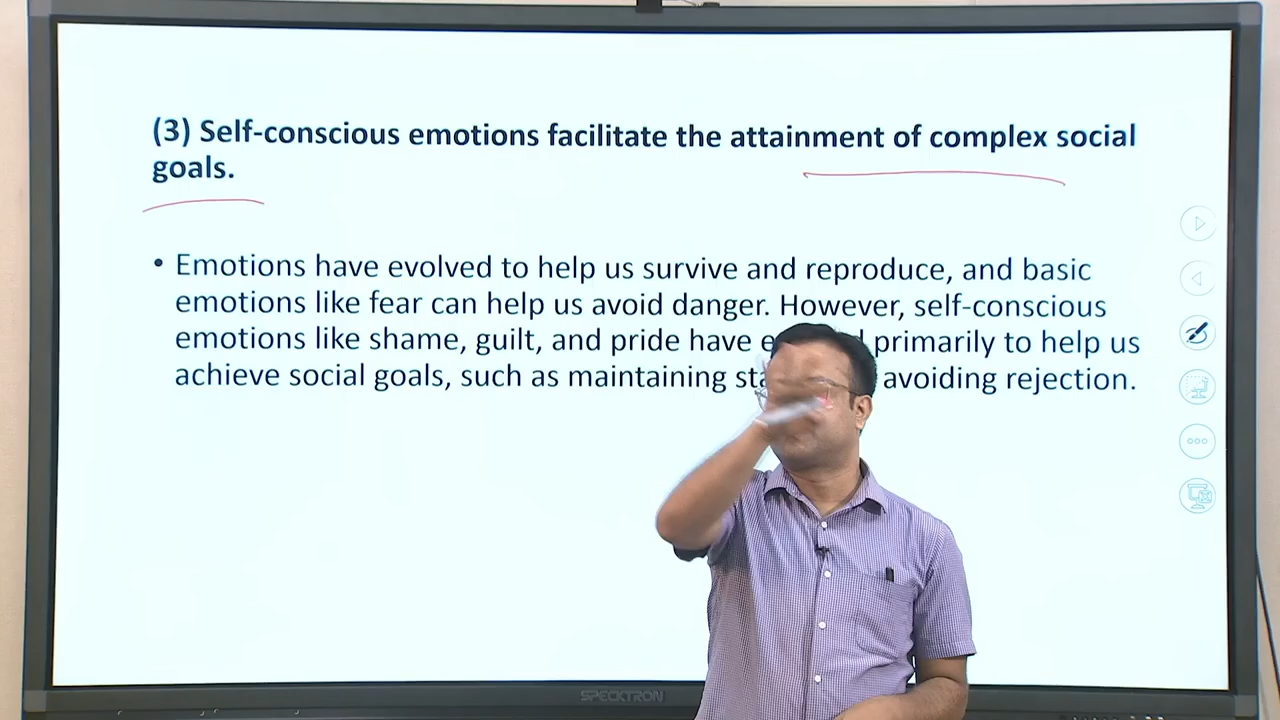 (3) Self-conscious emotions facilitate the attainment of complex social
goals.
• Emotions have evolved to help us survive and reproduce, and basic
emotions like fear can help us avoid danger. However, self-conscious
emotions like shame, guilt, and pride have primarily to help us
achieve social goals, such as maintaining avoiding rejection.
SPECKTRON